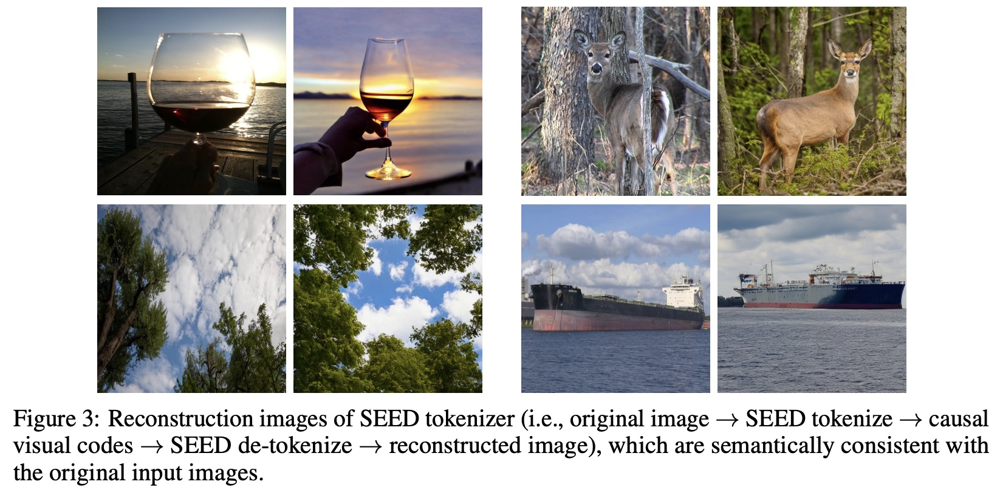 Figure 3: Reconstruction images of SEED tokenizer (i.e., original image → SEED tokenize → causal
visual codes → SEED de-tokenize → reconstructed image), which are semantically consistent with
the original input images.